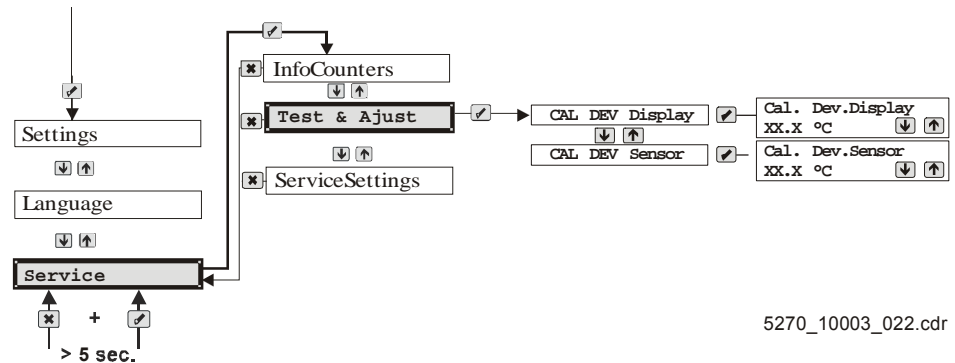 InfoCounters
Test & Ajust
ServiceSettings
Settings
Language
Service
+
> 5 sec.
CAL DEV Display
CAL DEV Sensor
Cal. Dev.Display
XX.X °C
Cal. Dev.Sensor
XX.X °C
5270_10003_022.cdr